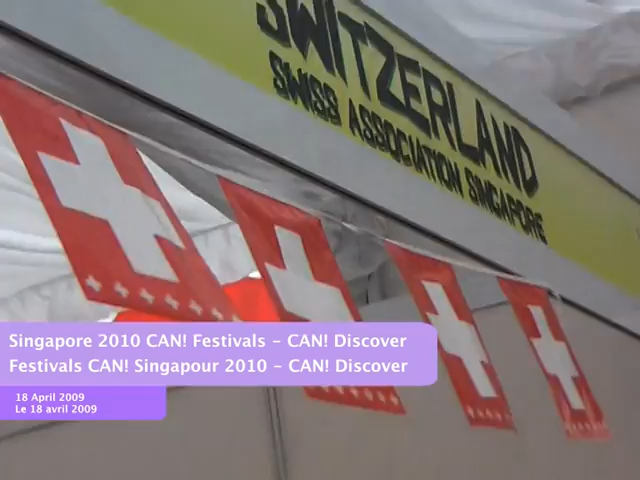 SWITZERLAND
SWISS ASSOCIATION SINGAPORE
Singapore 2010 CAN! Festivals - CAN! Discover
Festivals CAN! Singapour 2010 - CAN! Discover
18 April 2009
Le 18 avril 2009